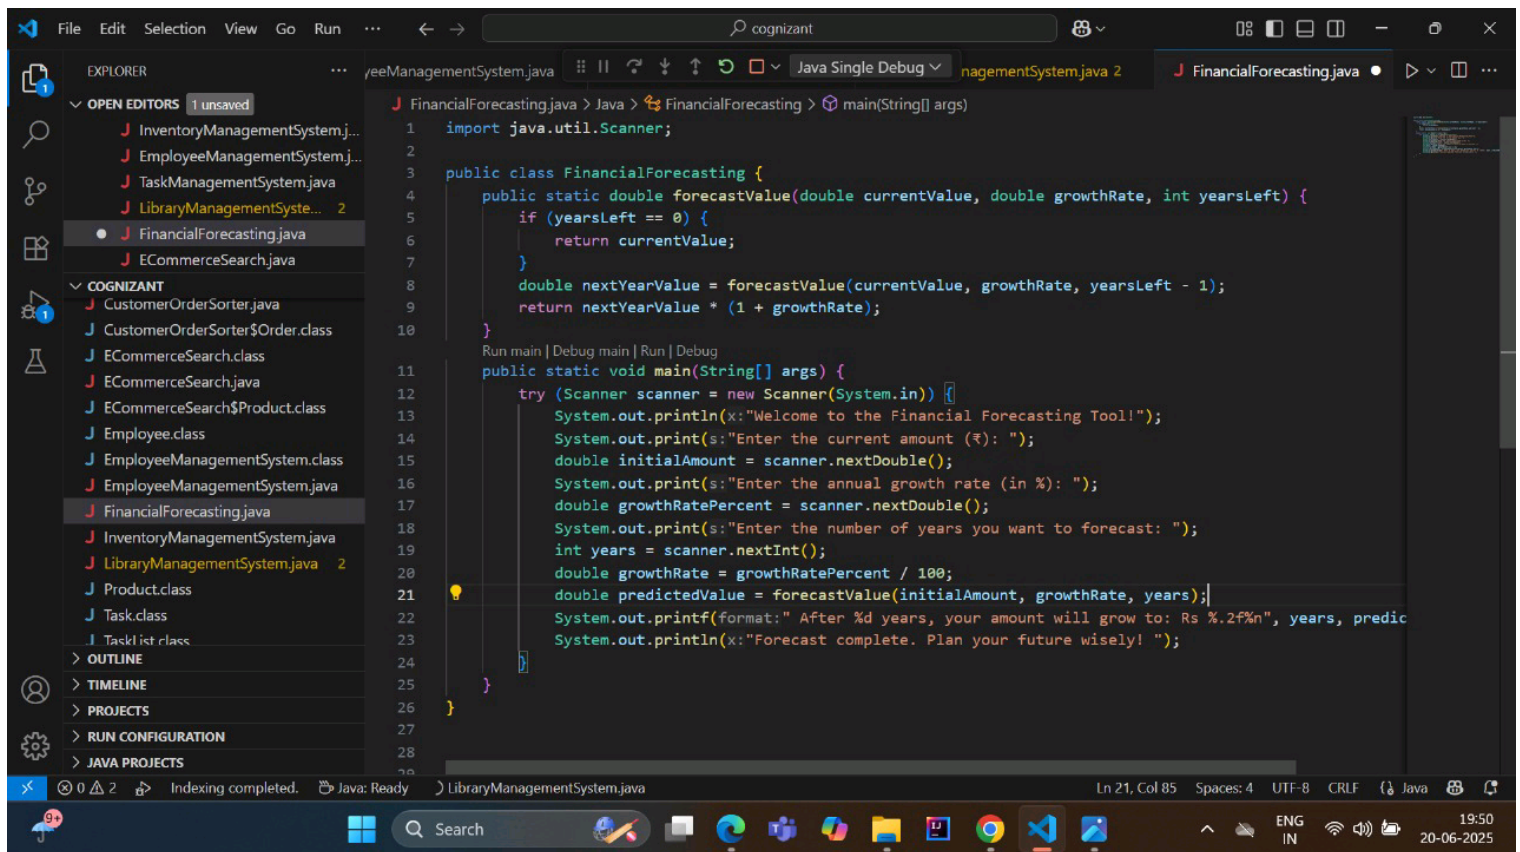 File Edit Selection View Go Run ··· cognizant
EXPLORER ···
OPEN EDITORS 1 unsaved
InventoryManagementSystem.j...
EmployeeManagementSystem.j...
TaskManagementSystem.java
LibraryManagementSyste... 2
FinancialForecasting.java
ECommerceSearch.java
COGNIZANT
CustomerOrderSorter.java
CustomerOrderSorter$Order.class
ECommerceSearch.class
ECommerceSearch.java
ECommerceSearch$Product.class
Employee.class
EmployeeManagementSystem.class
EmployeeManagementSystem.java
FinancialForecasting.java
InventoryManagementSystem.java
LibraryManagementSystem.java 2
Product.class
Task.class
TaskList.class
OUTLINE
TIMELINE
PROJECTS
RUN CONFIGURATION
JAVA PROJECTS
yeeManagementSystem.java Java Single Debug nagementSystem.java 2 FinancialForecasting.java
FinancialForecasting.java > Java > FinancialForecasting > main(String[] args)
1 import java.util.Scanner;
2
3 public class FinancialForecasting {
4 public static double forecastValue(double currentValue, double growthRate, int yearsLeft) {
5 if (yearsLeft == 0) {
6 return currentValue;
7 }
8 double nextYearValue = forecastValue(currentValue, growthRate, yearsLeft - 1);
9 return nextYearValue * (1 + growthRate);
10 }
Run main | Debug main | Run | Debug
11 public static void main(String[] args) {
12 try (Scanner scanner = new Scanner(System.in)) {
13 System.out.println(x:"Welcome to the Financial Forecasting Tool!");
14 System.out.print(s:"Enter the current amount (₹): ");
15 double initialAmount = scanner.nextDouble();
16 System.out.print(s:"Enter the annual growth rate (in %): ");
17 double growthRatePercent = scanner.nextDouble();
18 System.out.print(s:"Enter the number of years you want to forecast: ");
19 int years = scanner.nextInt();
20 double growthRate = growthRatePercent / 100;
21 double predictedValue = forecastValue(initialAmount, growthRate, years);
22 System.out.printf(format:" After %d years, your amount will grow to: Rs %.2f%n", years, predic
23 System.out.println(x:"Forecast complete. Plan your future wisely! ");
24 }
25 }
26 }
27
28
29
0 2 Indexing completed. Java: Ready LibraryManagementSystem.java Ln 21, Col 85 Spaces: 4 UTF-8 CRLF Java
9+ Search ENG IN 19:50 20-06-2025